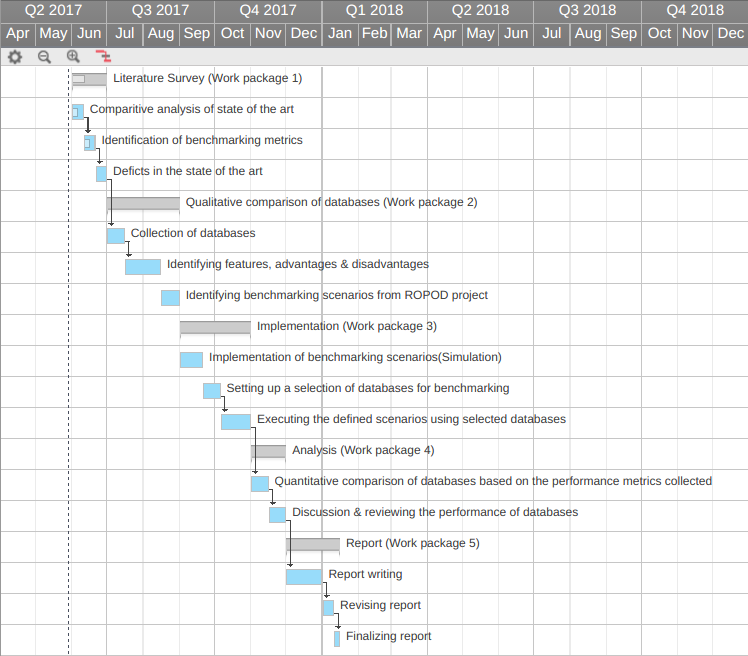 Q2 2017 Q3 2017 Q4 2017 Q1 2018 Q2 2018 Q3 2018 Q4 2018
Apr May Jun Jul Aug Sep Oct Nov Dec Jan Feb Mar Apr May Jun Jul Aug Sep Oct Nov Dec
Literature Survey (Work package 1)
Comparitive analysis of state of the art
Identification of benchmarking metrics
Deficts in the state of the art
Qualitative comparison of databases (Work package 2)
Collection of databases
Identifying features, advantages & disadvantages
Identifying benchmarking scenarios from ROPOD project
Implementation (Work package 3)
Implementation of benchmarking scenarios(Simulation)
Setting up a selection of databases for benchmarking
Executing the defined scenarios using selected databases
Analysis (Work package 4)
Quantitative comparison of databases based on the performance metrics collected
Discussion & reviewing the performance of databases
Report (Work package 5)
Report writing
Revising report
Finalizing report